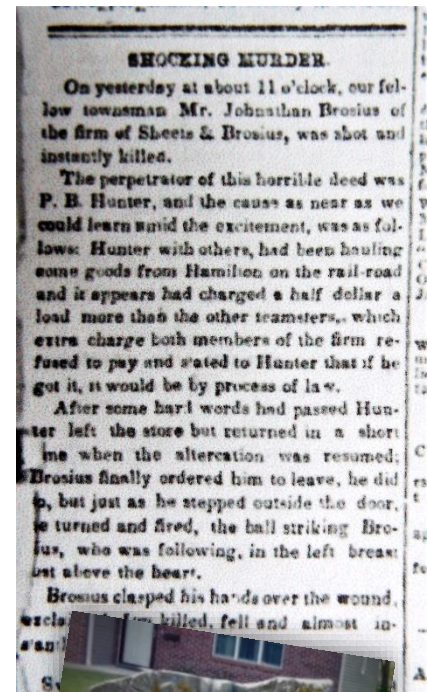 SHOCKING MURDER.
On yesterday at about 11 o'clock, our fel-
low townsman Mr. Johnathan Brosius of
the firm of Sheets & Brosius, was shot and
instantly killed.
The perpetrator of this horrible deed was
P. B. Hunter, and the cause as near as we
could learn amid the excitement, was as fol-
lows: Hunter with others, had been hauling
some goods from Hamilton on the rail-road
and it appears had charged a half dollar a
load more than the other teamsters, which
extra charge both members of the firm re-
fused to pay and stated to Hunter that if he
got it, it would be by process of law.
After some hard words had passed Hun-
ter left the store but returned in a short
me when the altercation was resumed;
Brosius finally ordered him to leave, he did
o, but just as he stepped outside the door,
e turned and fired, the ball striking Bro-
ius, who was following, in the left breast
ust above the heart.
Brosius clasped his hands over the wound,
killed, fell and almost in-